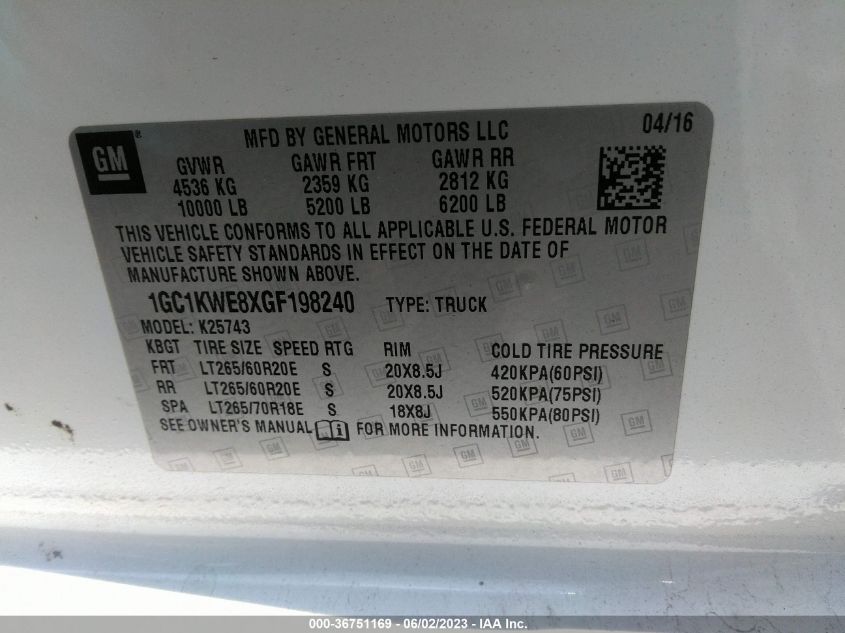 GM ®
MFD BY GENERAL MOTORS LLC 04/16
GVWR GAWR FRT GAWR RR
4536 KG 2359 KG 2812 KG
10000 LB 5200 LB 6200 LB
THIS VEHICLE CONFORMS TO ALL APPLICABLE U.S. FEDERAL MOTOR
VEHICLE SAFETY STANDARDS IN EFFECT ON THE DATE OF
MANUFACTURE SHOWN ABOVE.
1GC1KWE8XGF198240 TYPE: TRUCK
MODEL: K25743
KBGT TIRE SIZE SPEED RTG RIM COLD TIRE PRESSURE
FRT LT265/60R20E S 20X8.5J 420KPA(60PSI)
RR LT265/60R20E S 20X8.5J 520KPA(75PSI)
SPA LT265/70R18E S 18X8J 550KPA(80PSI)
SEE OWNER'S MANUAL i FOR MORE INFORMATION.
000-36751169 - 06/02/2023 - IAAI.com